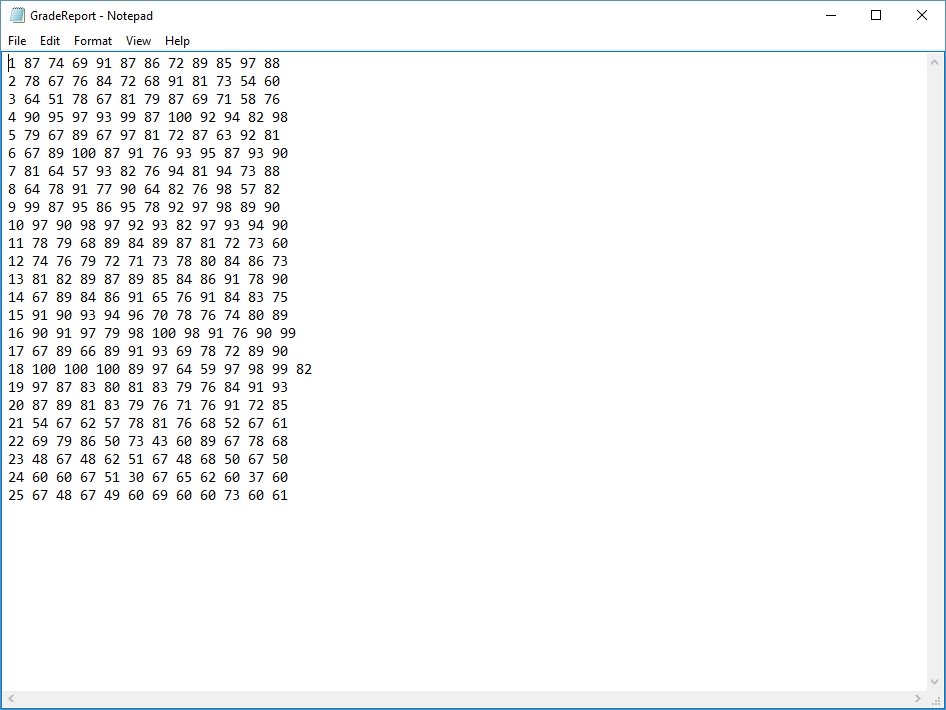 GradeReport - Notepad
File Edit Format View Help
1 87 74 69 91 87 86 72 89 85 97 88
2 78 67 76 84 72 68 91 81 73 54 60
3 64 51 78 67 81 79 87 69 71 58 76
4 90 95 97 93 99 87 100 92 94 82 98
5 79 67 89 67 97 81 72 87 63 92 81
6 67 89 100 87 91 76 93 95 87 93 90
7 81 64 57 93 82 76 94 81 94 73 88
8 64 78 91 77 90 64 82 76 98 57 82
9 99 87 95 86 95 78 92 97 98 89 90
10 97 90 98 97 92 93 82 97 93 94 90
11 78 79 68 89 84 89 87 81 72 73 60
12 74 76 79 72 71 73 78 80 84 86 73
13 81 82 89 87 89 85 84 86 91 78 90
14 67 89 84 86 91 65 76 91 84 83 75
15 91 90 93 94 96 70 78 76 74 80 89
16 90 91 97 79 98 100 98 91 76 90 99
17 67 89 66 89 91 93 69 78 72 89 90
18 100 100 100 89 97 64 59 97 98 99 82
19 97 87 83 80 81 83 79 76 84 91 93
20 87 89 81 83 79 76 71 76 91 72 85
21 54 67 62 57 78 81 76 68 52 67 61
22 69 79 86 50 73 43 60 89 67 78 68
23 48 67 48 62 51 67 48 68 50 67 50
24 60 60 67 51 30 67 65 62 60 37 60
25 67 48 67 49 60 69 60 60 73 60 61